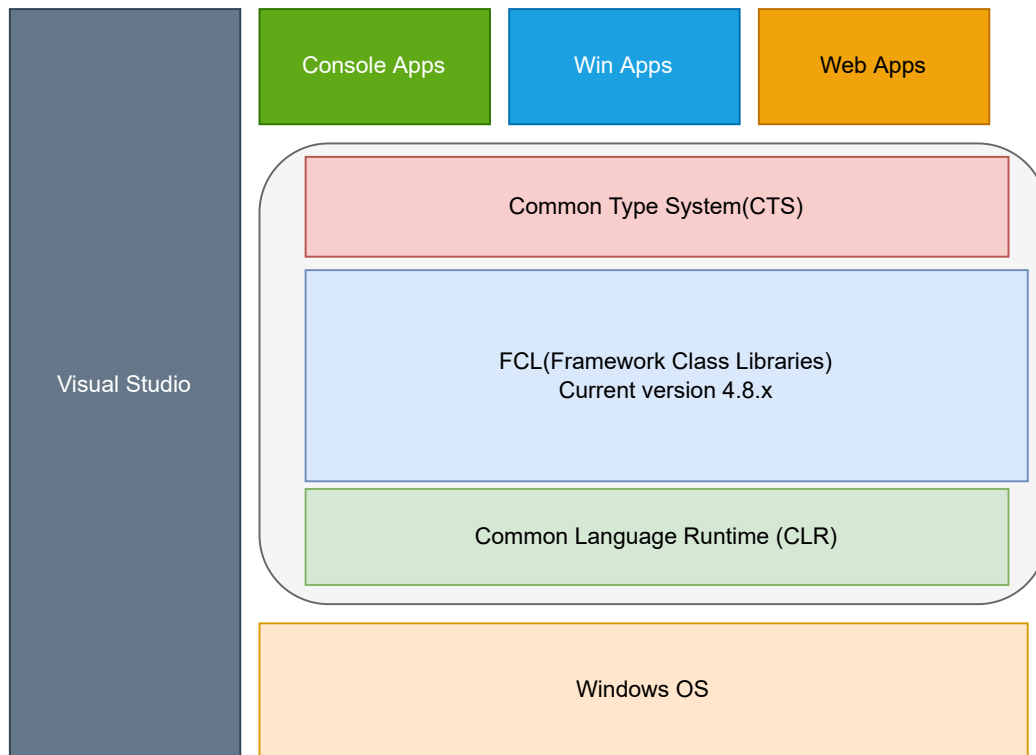 Console Apps
Win Apps
Web Apps
Common Type System(CTS)
Visual Studio
FCL(Framework Class Libraries)
Current version 4.8.x
Common Language Runtime (CLR)
Windows OS